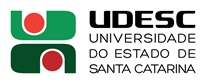 UDESC
UNIVERSIDADE
DO ESTADO DE
SANTA CATARINA